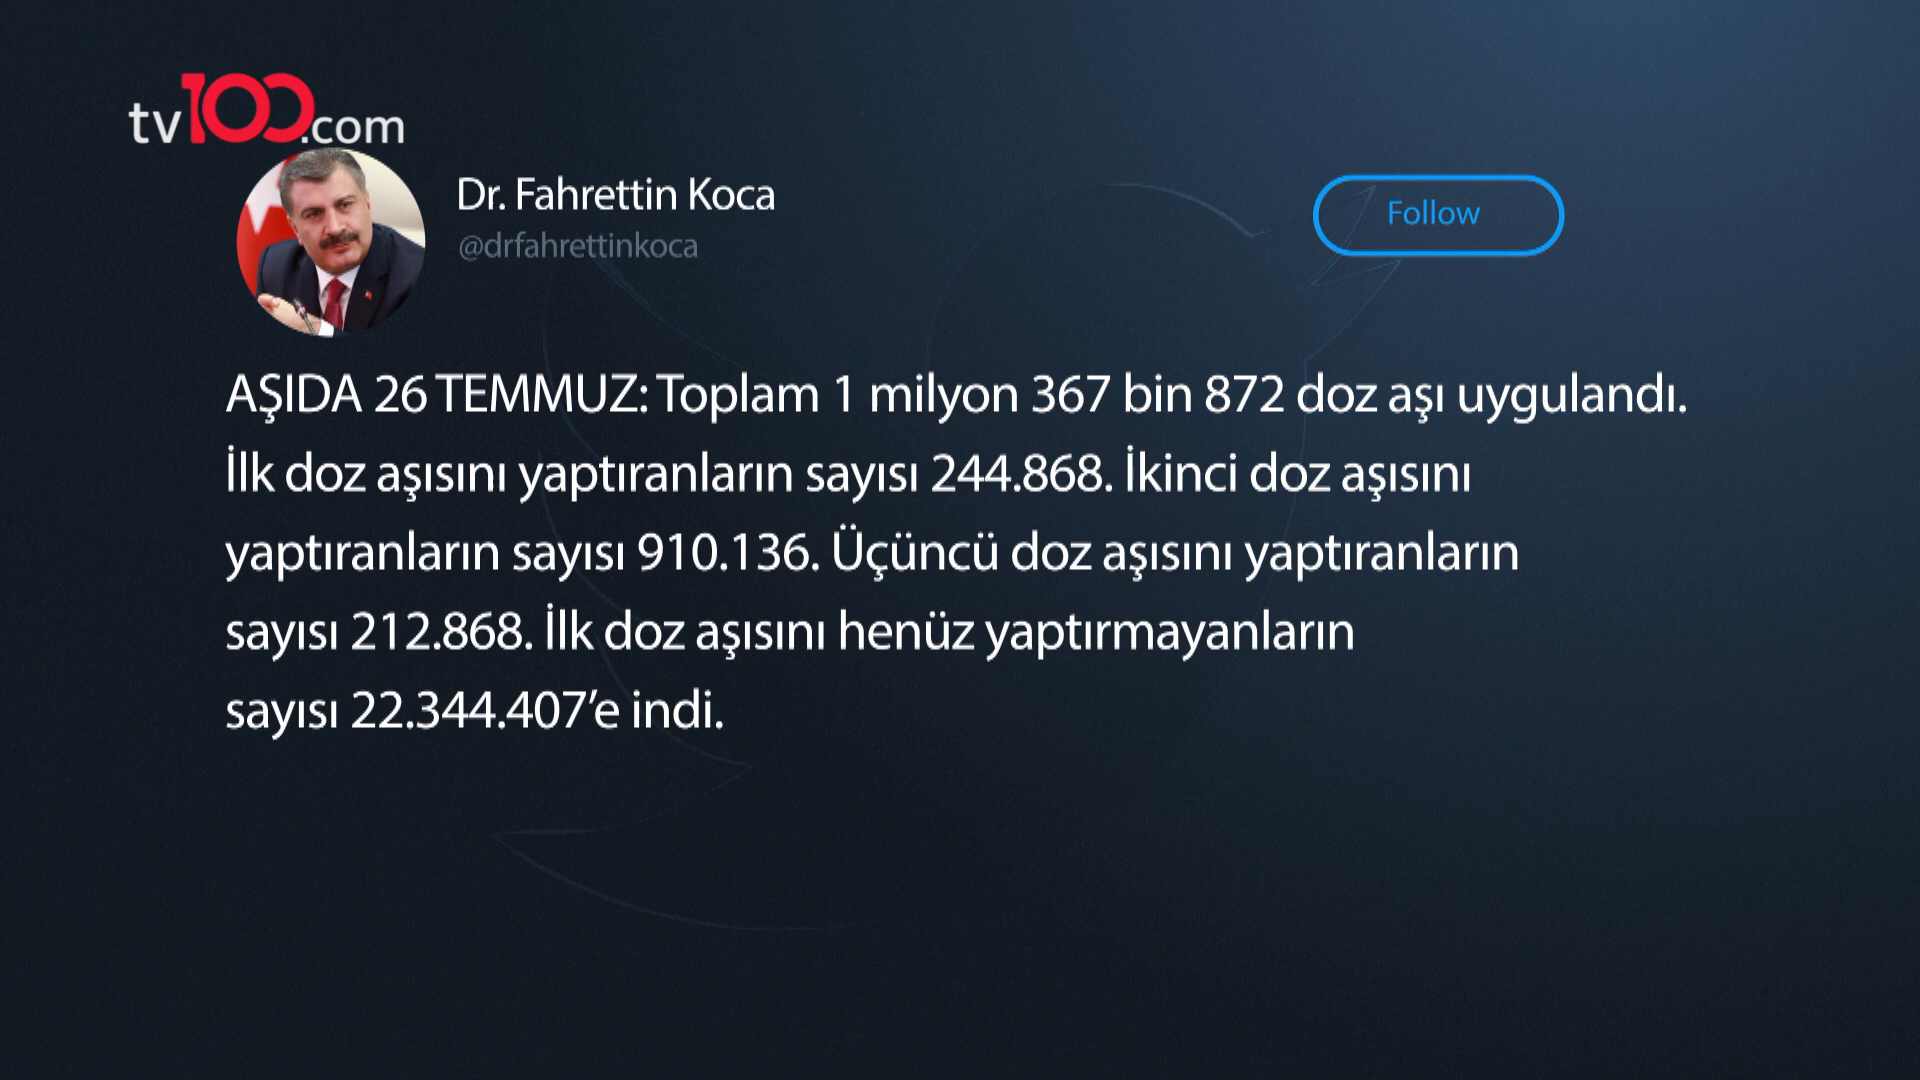 tv100.com
Dr. Fahrettin Koca
@drfahrettinkoca
Follow
AŞIDA 26 TEMMUZ: Toplam 1 milyon 367 bin 872 doz aşı uygulandı.
İlk doz aşısını yaptıranların sayısı 244.868. İkinci doz aşısını
yaptıranların sayısı 910.136. Üçüncü doz aşısını yaptıranların
sayısı 212.868. İlk doz aşısını henüz yaptırmayanların
sayısı 22.344.407’e indi.